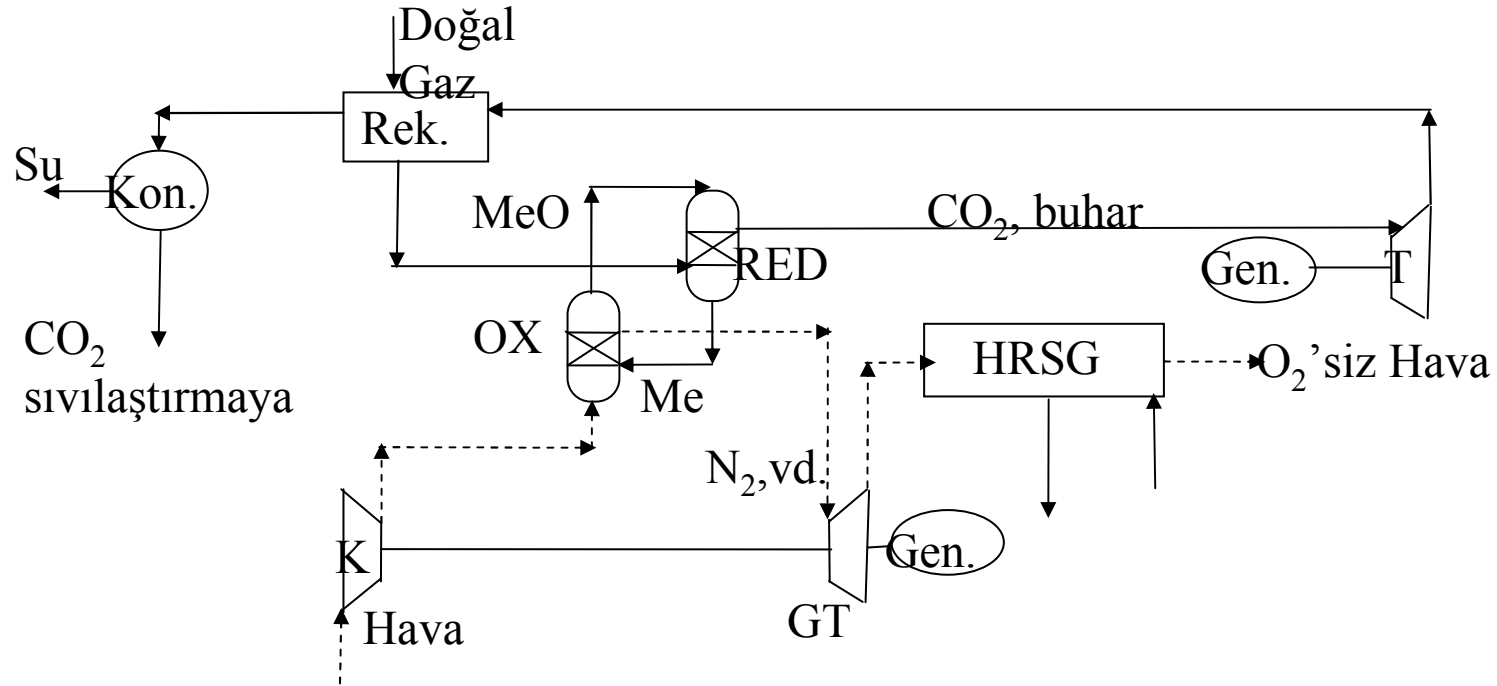 Doğal
Gaz
Rek.
Su
Kon.
MeO
CO₂, buhar
RED
Gen.
T
OX
HRSG
O₂’siz Hava
CO₂
sıvılaştırmaya
Me
N₂,vd.
K
Gen.
GT
Hava